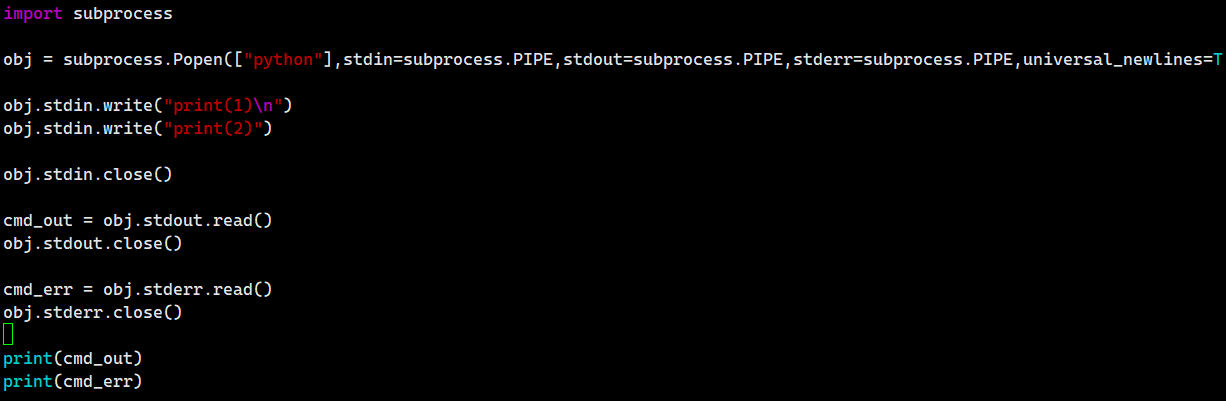 import subprocess
obj = subprocess.Popen(["python"],stdin=subprocess.PIPE,stdout=subprocess.PIPE,stderr=subprocess.PIPE,universal_newlines=T
obj.stdin.write("print(1)\n")
obj.stdin.write("print(2)")
obj.stdin.close()
cmd_out = obj.stdout.read()
obj.stdout.close()
cmd_err = obj.stderr.read()
obj.stderr.close()
print(cmd_out)
print(cmd_err)